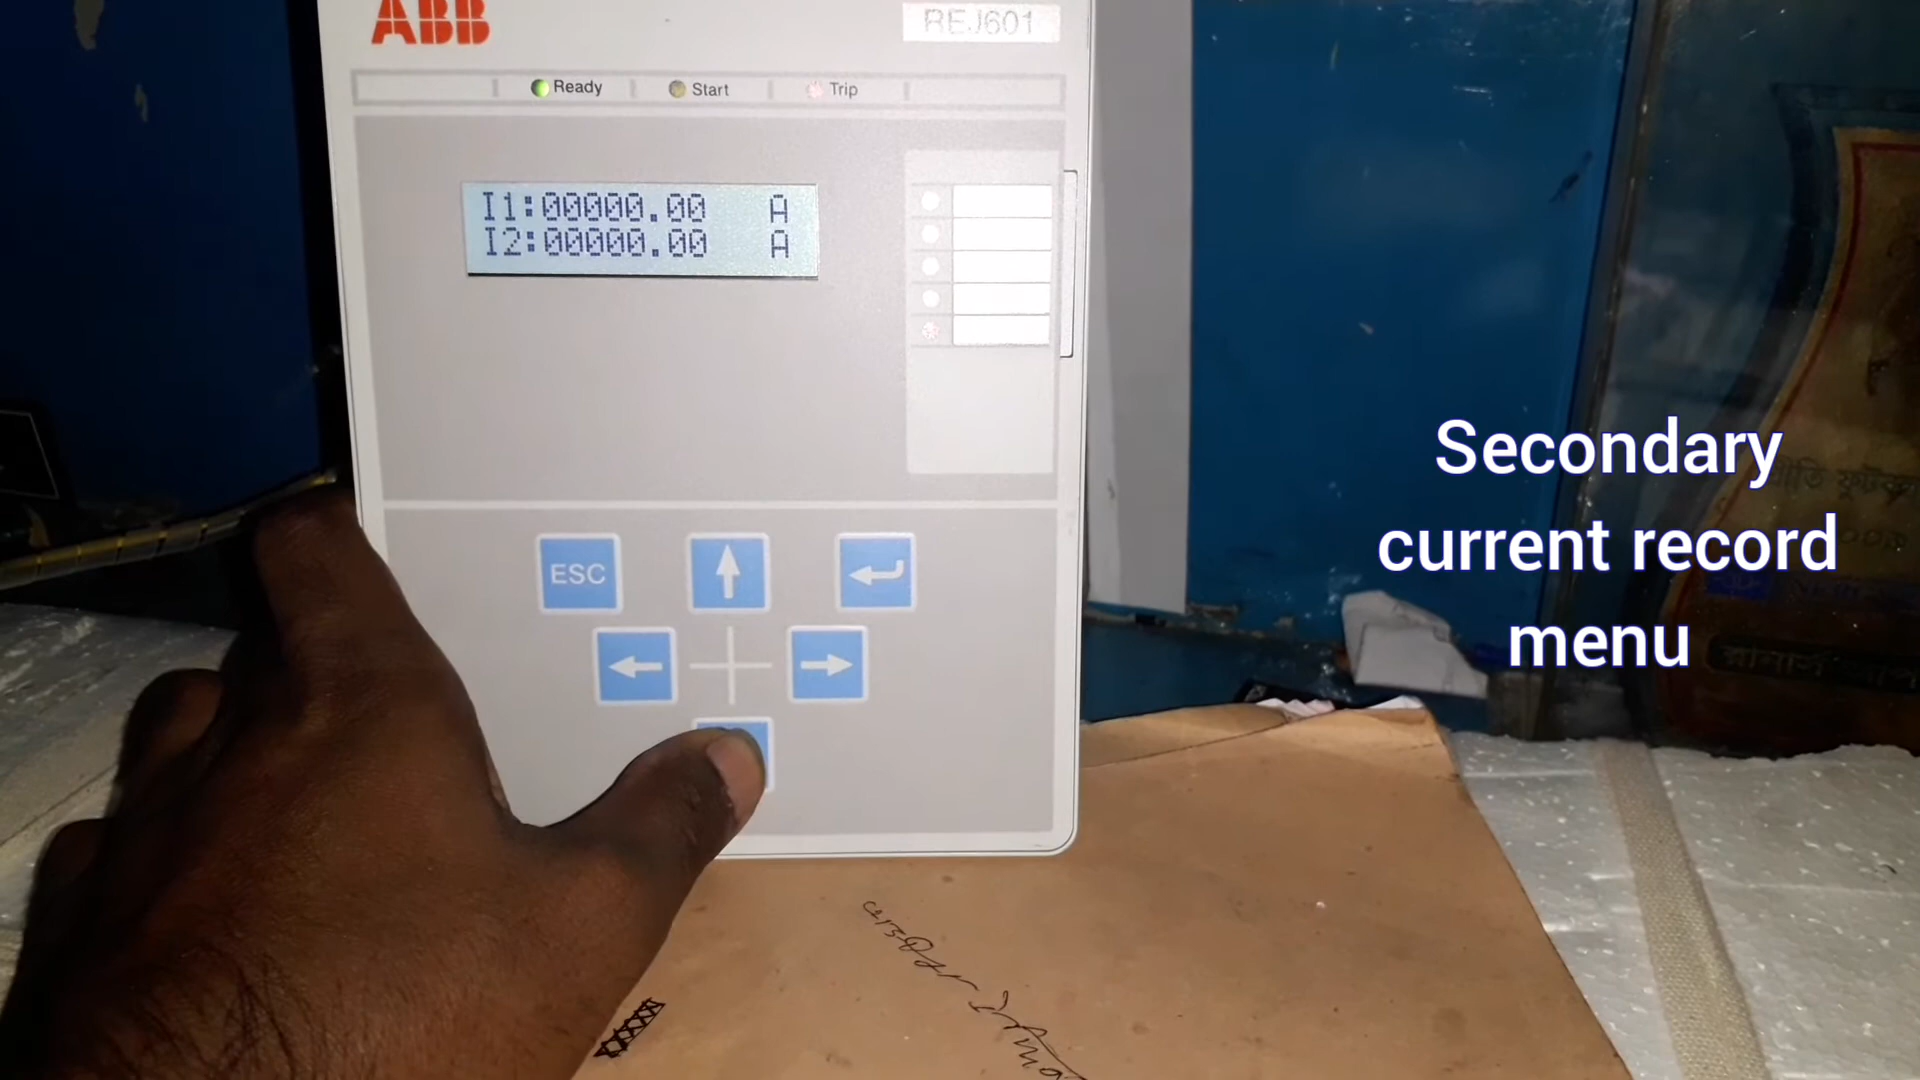 ABB
REJ601
Ready
Start
Trip
I1:00000.00 A
I2:00000.00 A
ESC
Secondary
current record
menu